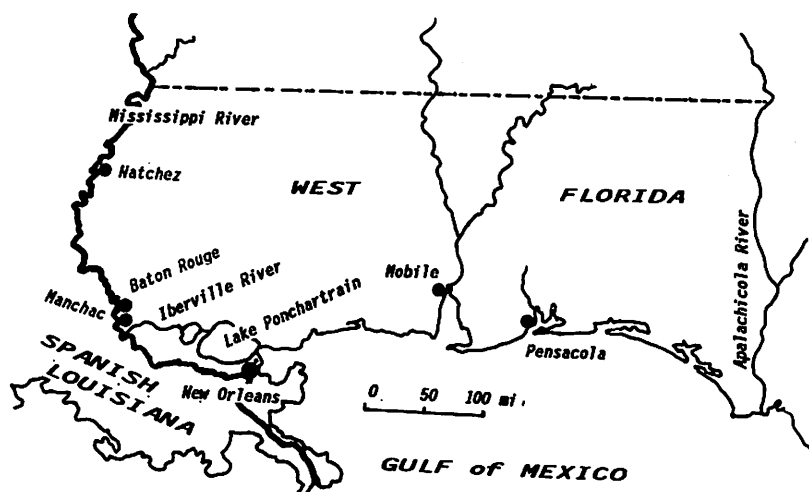 Mississippi River
Natchez
WEST
FLORIDA
Baton Rouge
Iberville River
Manchac
Lake Ponchartrain
Mobile
Apalachicola River
Pensacola
SPANISH
LOUISIANA
New Orleans
0 50 100 mi.
GULF of MEXICO